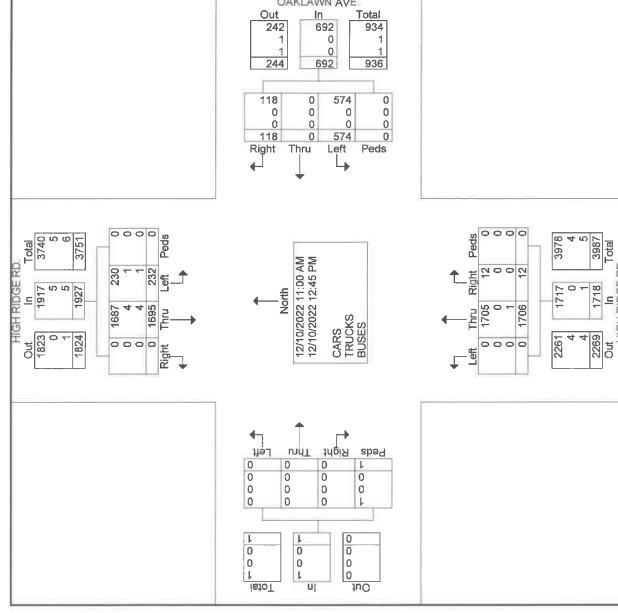 OAKLAWN AVE
Out In Total
242 692 934
1 0 1
1 0 1
244 692 936
118 0 574 0
0 0 0 0
0 0 0 0
118 0 574 0
Right Thru Left Peds
HIGH RIDGE RD.
Out In Total
1823 1917 3740
0 5 5
1 5 6
1824 1927 3751
0 1687 230 0
0 4 1 0
0 4 1 0
0 1695 232 0
Right Thru Left Peds
North
12/10/2022 11:00 AM
12/10/2022 12:45 PM
CARS
TRUCKS
BUSES
Left Thru Right Peds
0 1705 12 0
0 0 0 0
0 1 0 0
0 1706 12 0
2261 1717 3978
4 0 4
4 1 5
2269 1718 3987
Out In Total
Left Thru Right Peds
0 0 0 1
0 0 0 0
0 0 0 0
0 0 0 1
1 1 0
0 0 0
0 0 0
1 1 0
Total In Out